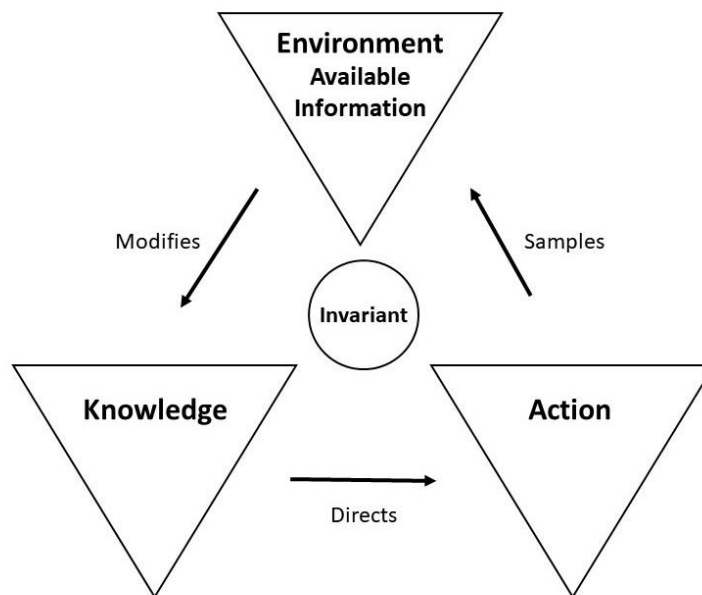 Environment
Available
Information
Modifies
Samples
Invariant
Knowledge
Action
Directs